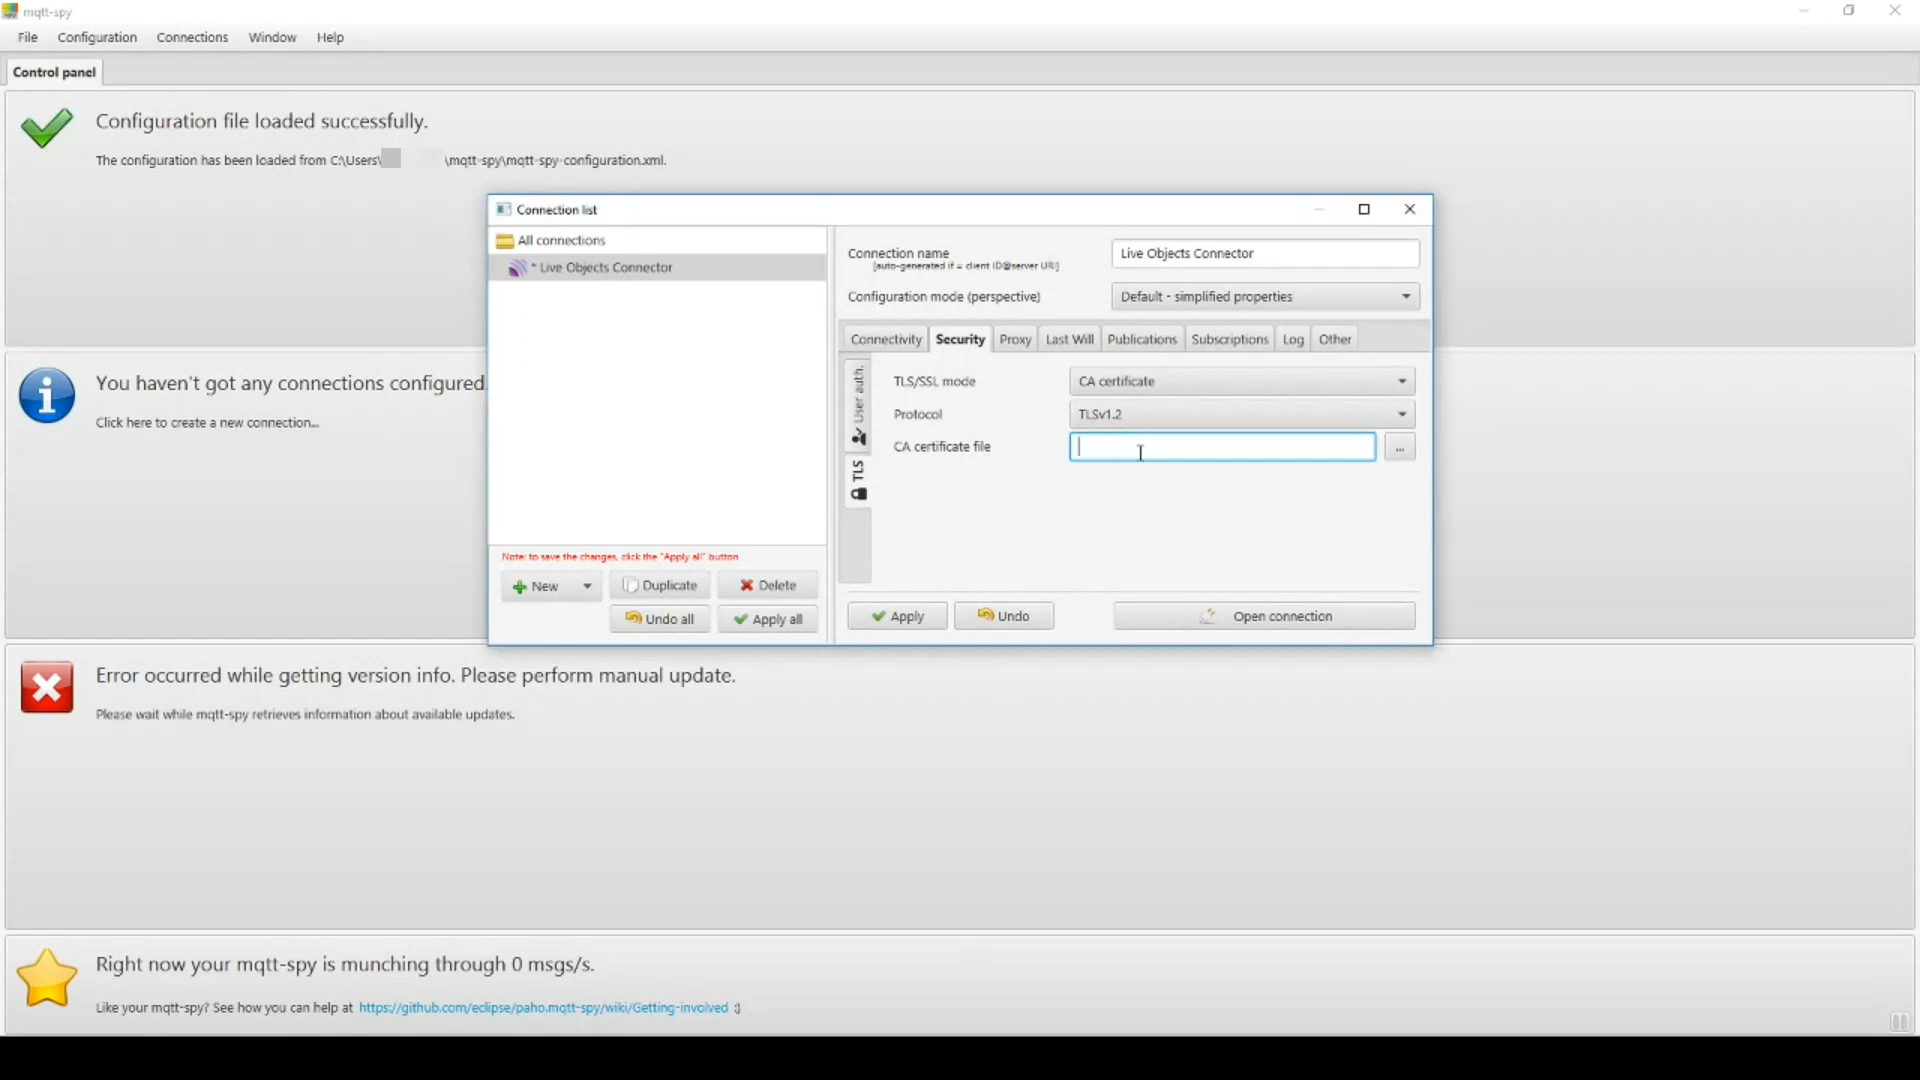 mqtt-spy
File Configuration Connections Window Help
Control panel
Configuration file loaded successfully.
The configuration has been loaded from C:\Users\ \mqtt-spy\mqtt-spy-configuration.xml.
Connection list
All connections
* Live Objects Connector
Connection name
[auto-generated if = client ID@server URI]
Live Objects Connector
Configuration mode (perspective)
Default - simplified properties
Connectivity Security Proxy Last Will Publications Subscriptions Log Other
User auth.
TLS
TLS/SSL mode
CA certificate
Protocol
TLSv1.2
CA certificate file
...
Note: to save the changes, click the "Apply all" button
New Duplicate Delete
Undo all Apply all
Apply Undo Open connection
You haven't got any connections configured
Click here to create a new connection...
Error occurred while getting version info. Please perform manual update.
Please wait while mqtt-spy retrieves information about available updates.
Right now your mqtt-spy is munching through 0 msgs/s.
Like your mqtt-spy? See how you can help at https://github.com/eclipse/paho.mqtt-spy/wiki/Getting-involved :)